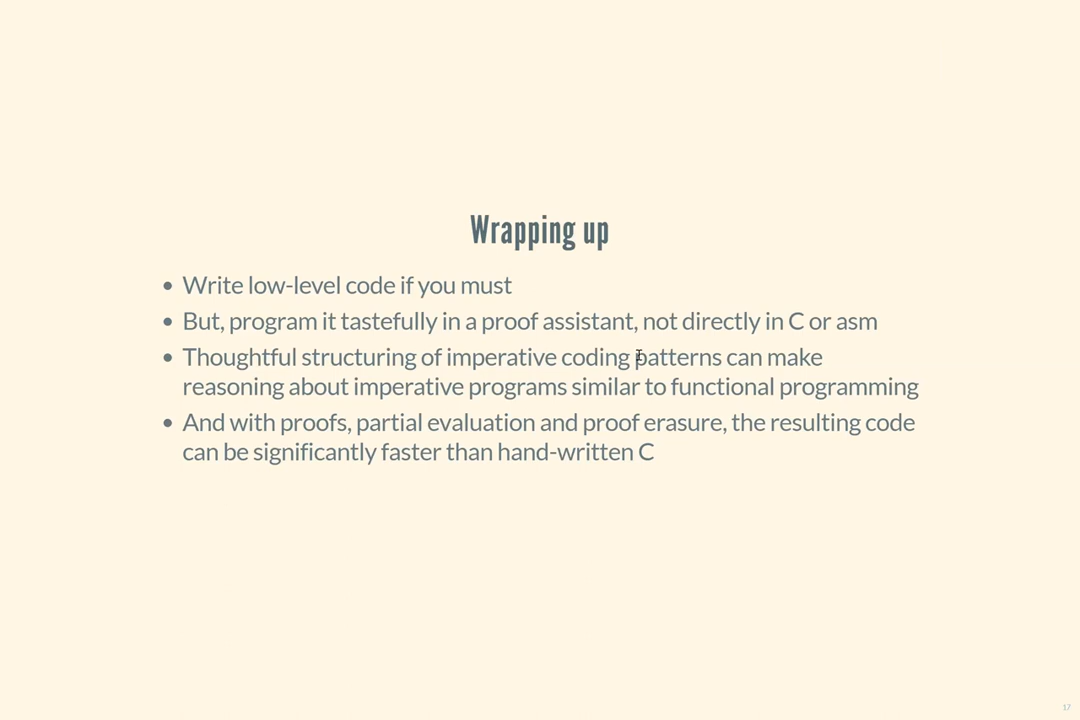 Wrapping up
• Write low-level code if you must
• But, program it tastefully in a proof assistant, not directly in C or asm
• Thoughtful structuring of imperative coding patterns can make
reasoning about imperative programs similar to functional programming
• And with proofs, partial evaluation and proof erasure, the resulting code
can be significantly faster than hand-written C
17